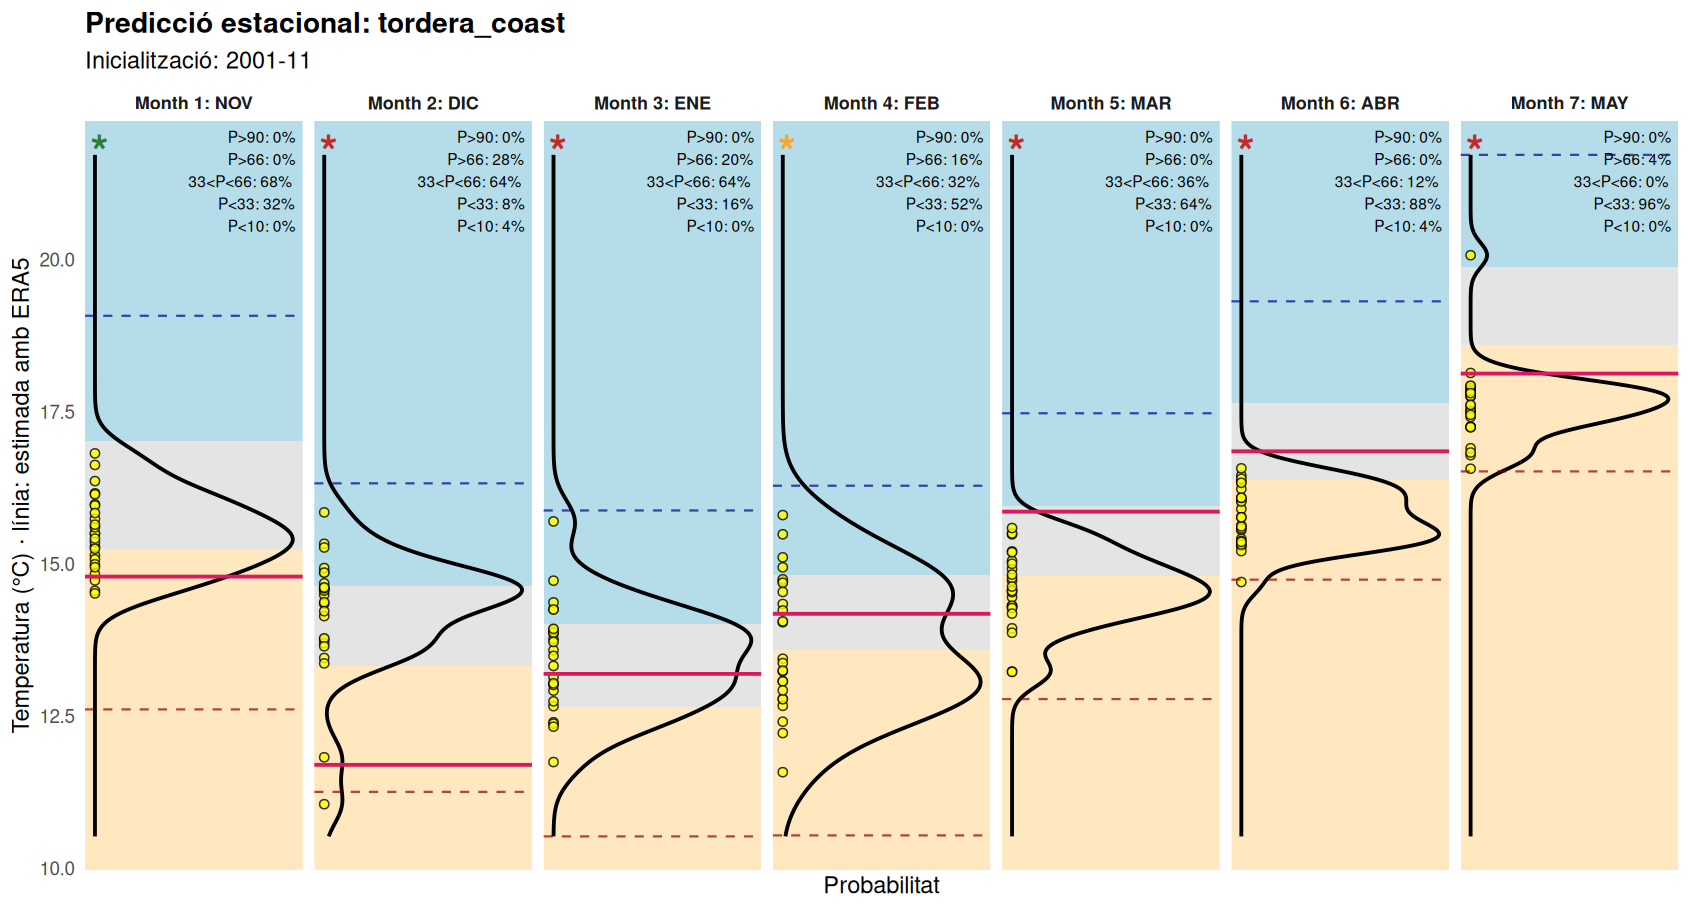 Predicció estacional: tordera_coast
Inicialització: 2001-11
Month 1: NOV
Month 2: DIC
Month 3: ENE
Month 4: FEB
Month 5: MAR
Month 6: ABR
Month 7: MAY
*
P>90: 0%
P>66: 0%
33<P<66: 68%
P<33: 32%
P<10: 0%
*
P>90: 0%
P>66: 28%
33<P<66: 64%
P<33: 8%
P<10: 4%
*
P>90: 0%
P>66: 20%
33<P<66: 64%
P<33: 16%
P<10: 0%
*
P>90: 0%
P>66: 16%
33<P<66: 32%
P<33: 52%
P<10: 0%
*
P>90: 0%
P>66: 0%
33<P<66: 36%
P<33: 64%
P<10: 0%
*
P>90: 0%
P>66: 0%
33<P<66: 12%
P<33: 88%
P<10: 4%
*
P>90: 0%
P>66: 4%
33<P<66: 0%
P<33: 96%
P<10: 0%
20.0
17.5
15.0
12.5
10.0
Temperatura (°C) · línia: estimada amb ERA5
Probabilitat